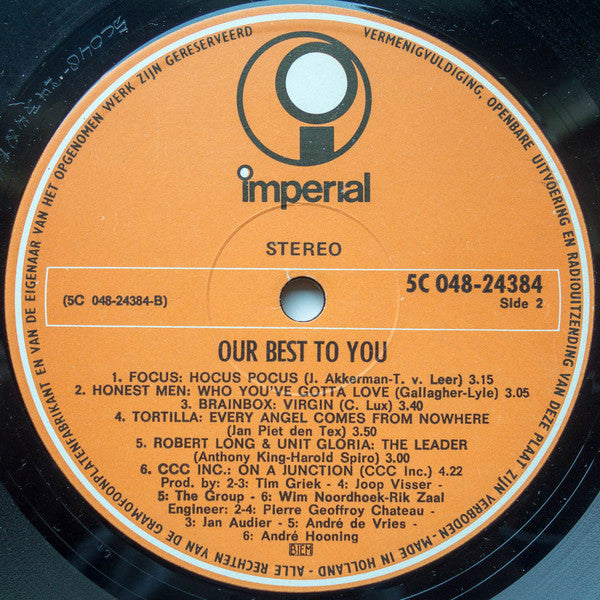 VERMENIGVULDIGING, OPENBARE UITVOERING EN RADIOUITZENDING VAN DEZE PLAAT ZIJN VERBODEN - MADE IN HOLLAND - ALLE RECHTEN VAN DE GRAMOFOONPLATENFABRIKANT EN VAN DE EIGENAAR VAN HET OPGENOMEN WERK ZIJN GERESERVEERD
imperial
STEREO
5C 048-24384
(5C 048-24384-B)
Side 2
OUR BEST TO YOU
1. FOCUS: HOCUS POCUS (J. Akkerman-T. v. Leer) 3.15
2. HONEST MEN: WHO YOU'VE GOTTA LOVE (Gallagher-Lyle) 3.05
3. BRAINBOX: VIRGIN (C. Lux) 3.40
4. TORTILLA: EVERY ANGEL COMES FROM NOWHERE
(Jan Piet den Tex) 3.50
5. ROBERT LONG & UNIT GLORIA: THE LEADER
(Anthony King-Harold Spiro) 3.00
6. CCC INC.: ON A JUNCTION (CCC Inc.) 4.22
Prod. by: 2-3: Tim Griek - 4: Joop Visser -
5: The Group - 6: Wim Noordhoek-Rik Zaal
Engineer: 2-4: Pierre Geoffroy Chateau -
3: Jan Audier - 5: André de Vries -
6: André Hooning
BIEM